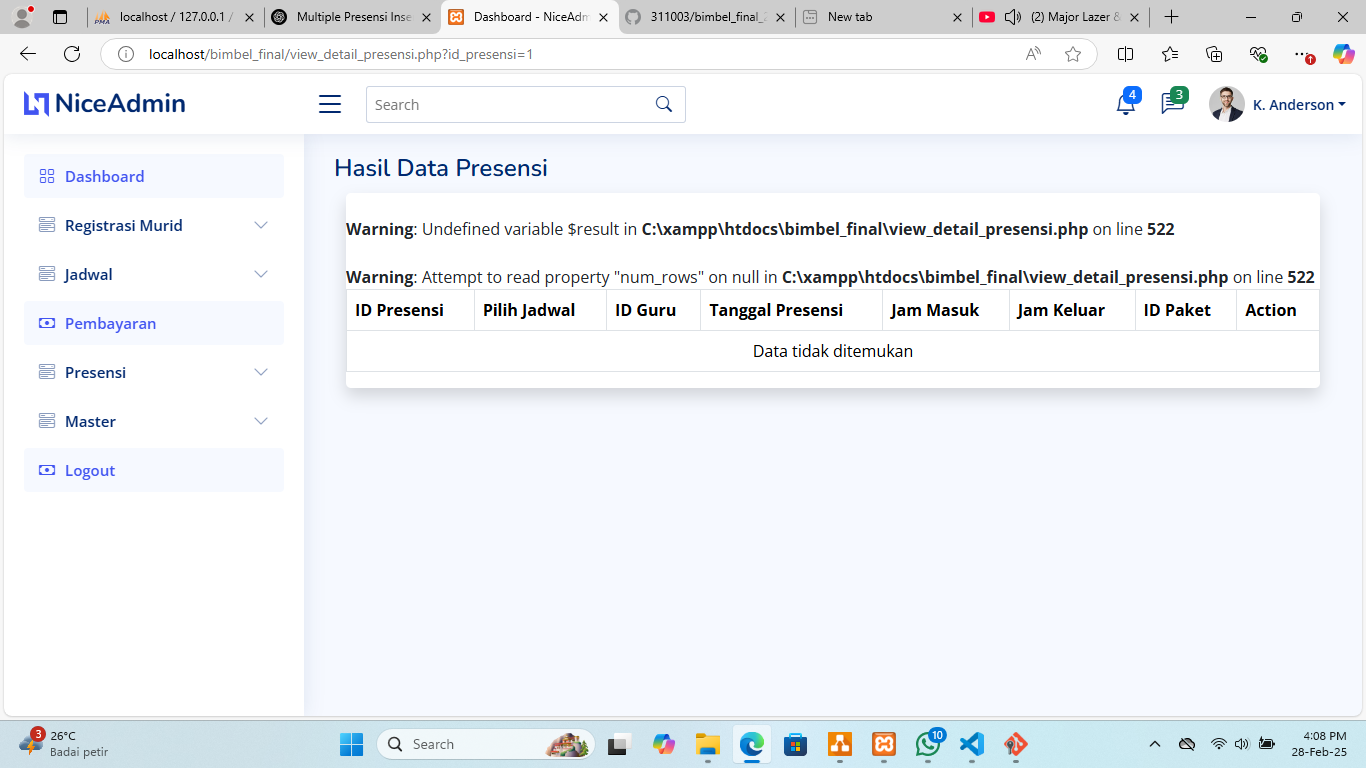 localhost / 127.0.0.1 /
Multiple Presensi Inse
Dashboard - NiceAdm
311003/bimbel_final_2
New tab
(2) Major Lazer &
localhost/bimbel_final/view_detail_presensi.php?id_presensi=1
NiceAdmin
Search
4
3
K. Anderson
Dashboard
Registrasi Murid
Jadwal
Pembayaran
Presensi
Master
Logout
Hasil Data Presensi
Warning: Undefined variable $result in C:\xampp\htdocs\bimbel_final\view_detail_presensi.php on line 522
Warning: Attempt to read property "num_rows" on null in C:\xampp\htdocs\bimbel_final\view_detail_presensi.php on line 522
ID Presensi Pilih Jadwal ID Guru Tanggal Presensi Jam Masuk Jam Keluar ID Paket Action
Data tidak ditemukan
3
26°C
Badai petir
Search
10
4:08 PM
28-Feb-25